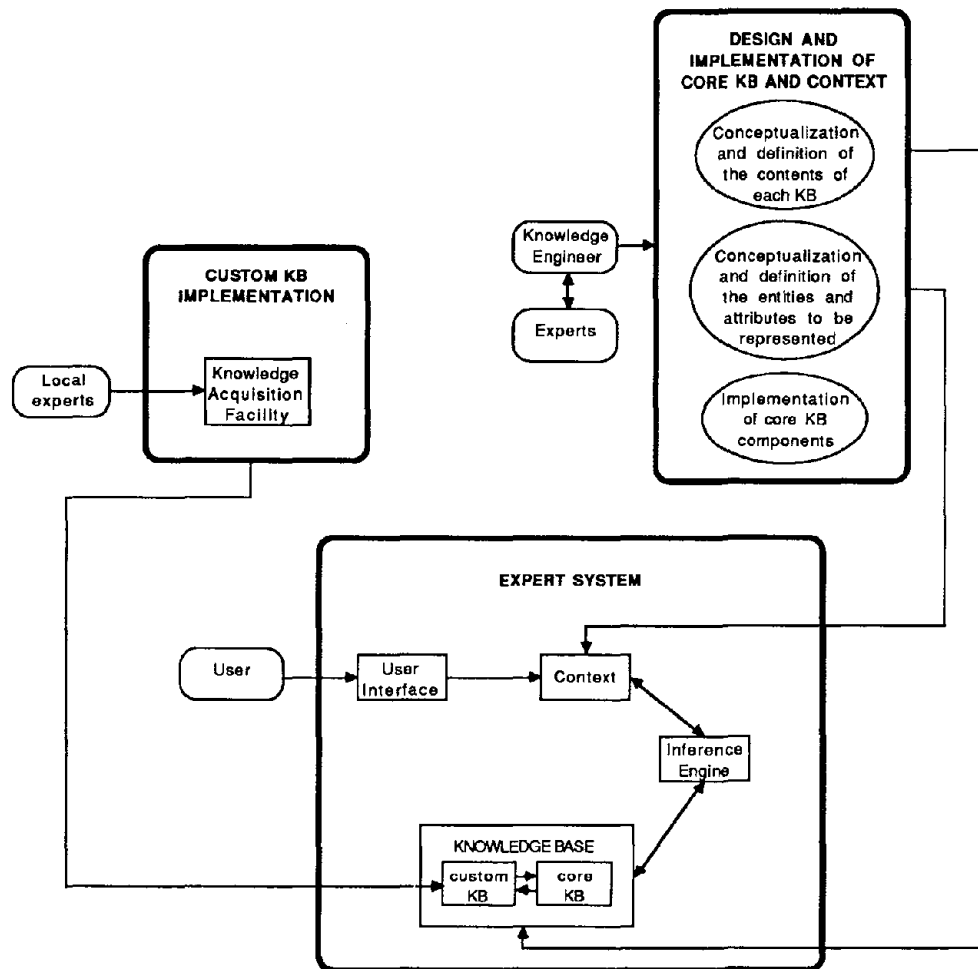 DESIGN AND
IMPLEMENTATION OF
CORE KB AND CONTEXT
Conceptualization
and definition of
the contents of
each KB
Conceptualization
and definition of
the entities and
attributes to be
represented
Implementation
of core KB
components
Knowledge
Engineer
Experts
CUSTOM KB
IMPLEMENTATION
Knowledge
Acquisition
Facility
Local
experts
EXPERT SYSTEM
User
User
Interface
Context
Inference
Engine
KNOWLEDGE BASE
custom
KB
core
KB